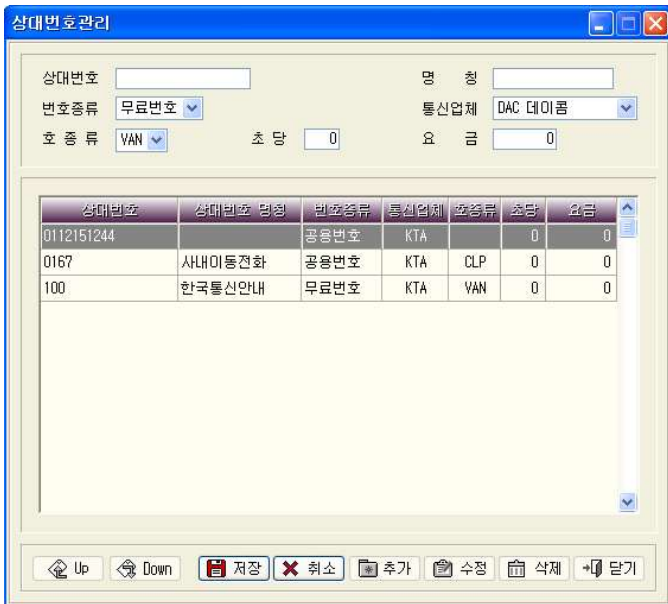 상대번호관리
상대번호 명 칭
번호종류 무료번호 통신업체 DAC 데이콤
호 종 류 VAN 초 당 0 요 금 0
상대번호 상대번호 명칭 번호종류 통신업체 호종류 초당 요금
0112151244 공용번호 KTA 0 0
0167 사내이동전화 공용번호 KTA CLP 0 0
100 한국통신안내 무료번호 KTA VAN 0 0
Up Down 저장 취소 추가 수정 삭제 닫기